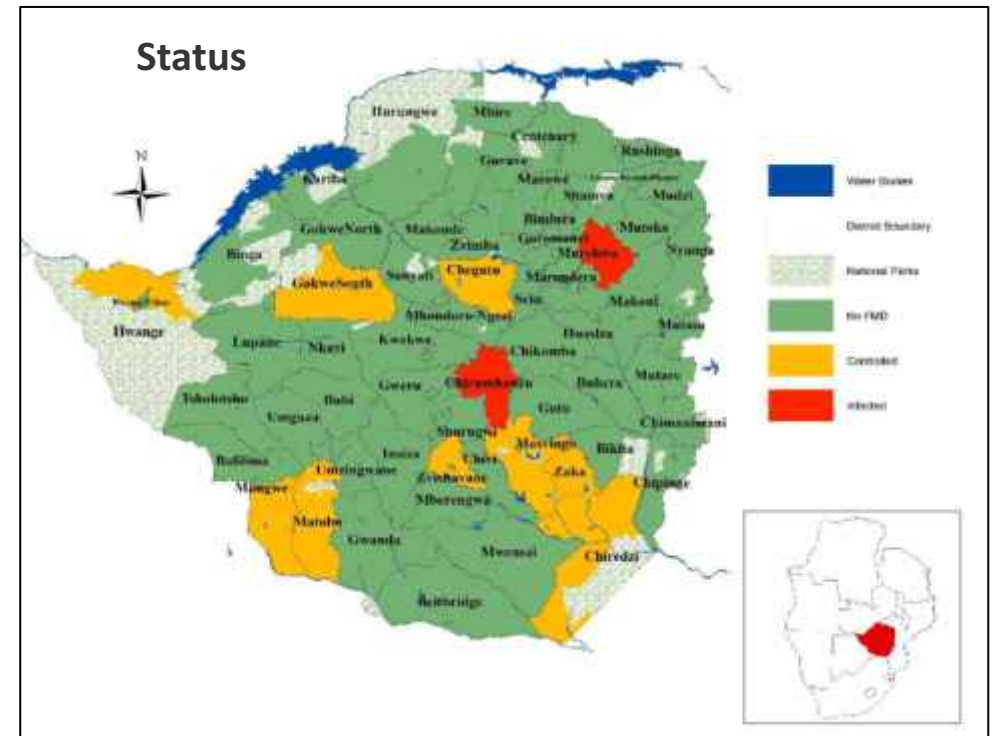 Status
N
Hurungwe
Mbire
Centenary
Guruve
Rushinga
Mazowe
Shamva
Mudzi
Kariba
Bindura
Mutoko
GokweNorth
Makonde
Zvimba
Goromonzi
Murehwa
Nyanga
Binga
Sanyati
Chegutu
Marondera
GokweSouth
Seke
Makoni
Mhondoro-Ngezi
Mutasa
Hwange
Hwedza
Lupane
Nkayi
Kwekwe
Chikomba
Chirumhanzu
Buhera
Mutare
Gweru
Tsholotsho
Bubi
Umguza
Gutu
Chimanimani
Shurugwi
Masvingo
Bikita
Insiza
Chivi
Bulilima
Umzingwane
Zvishavane
Zaka
Chipinge
Mangwe
Mberengwa
Matobo
Gwanda
Mwenezi
Chiredzi
Beitbridge
Water Bodies
District Boundary
National Parks
No FMD
Controlled
Infected